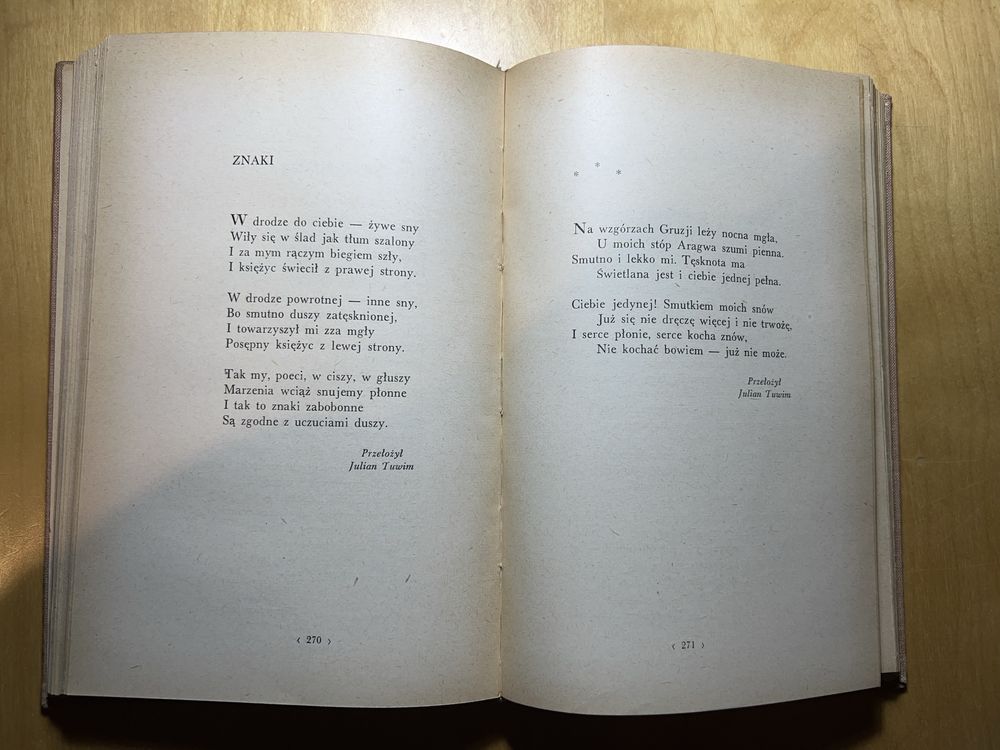 ZNAKI
W drodze do ciebie — żywe sny
Wiły się w ślad jak tłum szalony
I za mym rączym biegiem szły,
I księżyc świecił z prawej strony.
W drodze powrotnej — inne sny,
Bo smutno duszy zatęsknionej,
I towarzyszył mi zza mgły
Posępny księżyc z lewej strony.
Tak my, poeci, w ciszy, w głuszy
Marzenia wciąż snujemy płonne
I tak to znaki zabobonne
Są zgodne z uczuciami duszy.
Przełożył
Julian Tuwim
‹ 270 ›
* * *
Na wzgórzach Gruzji leży nocna mgła,
U moich stóp Aragwa szumi pienna.
Smutno i lekko mi. Tęsknota ma
Świetlana jest i ciebie jednej pełna.
Ciebie jedynej! Smutkiem moich snów
Już się nie dręczę więcej i nie trwożę,
I serce płonie, serce kocha znów,
Nie kochać bowiem — już nie może.
Przełożył
Julian Tuwim
‹ 271 ›